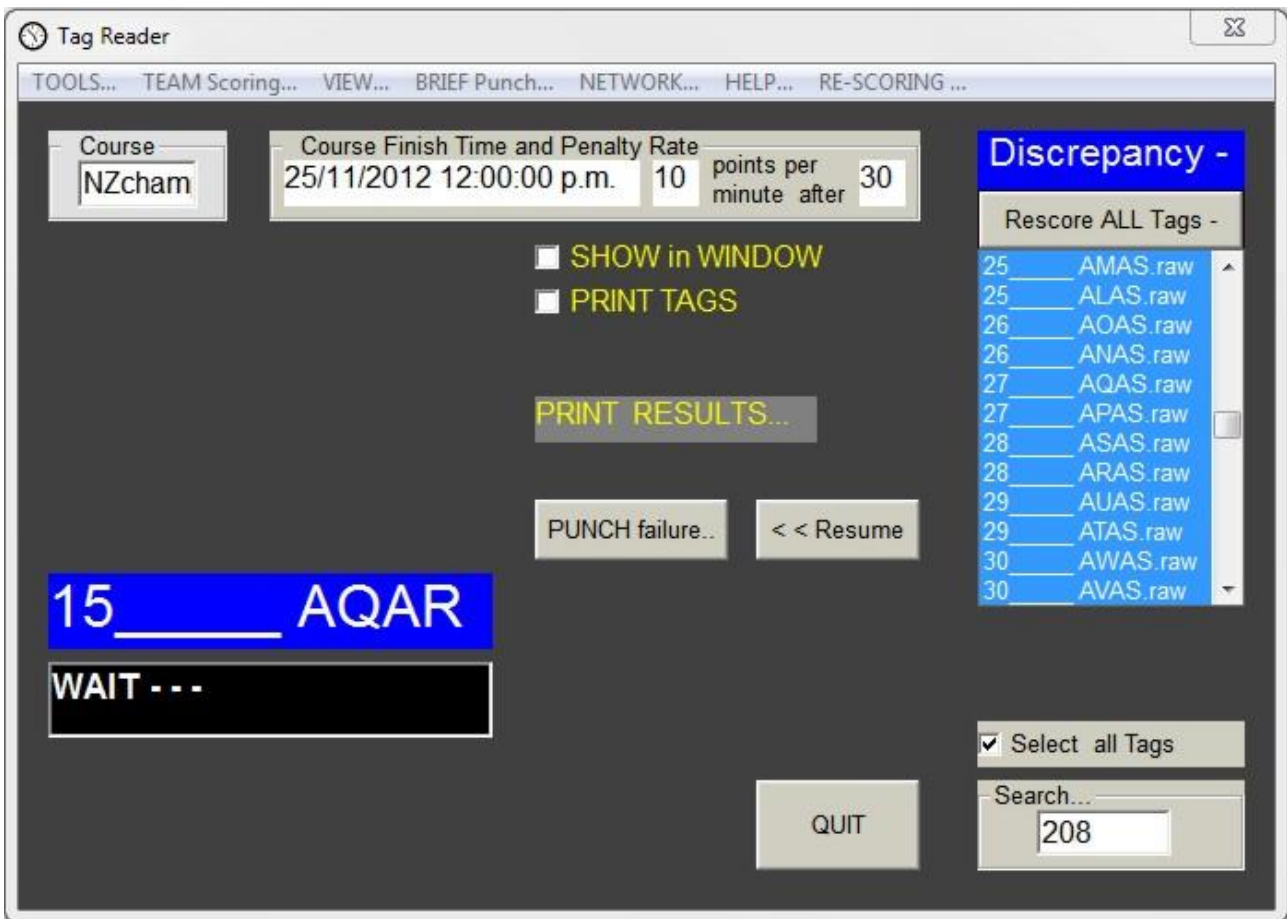 Tag Reader
TOOLS... TEAM Scoring... VIEW... BRIEF Punch... NETWORK... HELP... RE-SCORING ...
Course
NZcham
Course Finish Time and Penalty Rate
25/11/2012 12:00:00 p.m. 10 points per minute after 30
Discrepancy -
Rescore ALL Tags -
SHOW in WINDOW
PRINT TAGS
25_____ AMAS.raw
25_____ ALAS.raw
26_____ AOAS.raw
26_____ ANAS.raw
27_____ AQAS.raw
27_____ APAS.raw
28_____ ASAS.raw
28_____ ARAS.raw
29_____ AUAS.raw
29_____ ATAS.raw
30_____ AWAS.raw
30_____ AVAS.raw
PRINT RESULTS...
PUNCH failure..
< < Resume
15_____ AQAR
WAIT - - -
Select all Tags
Search...
208
QUIT